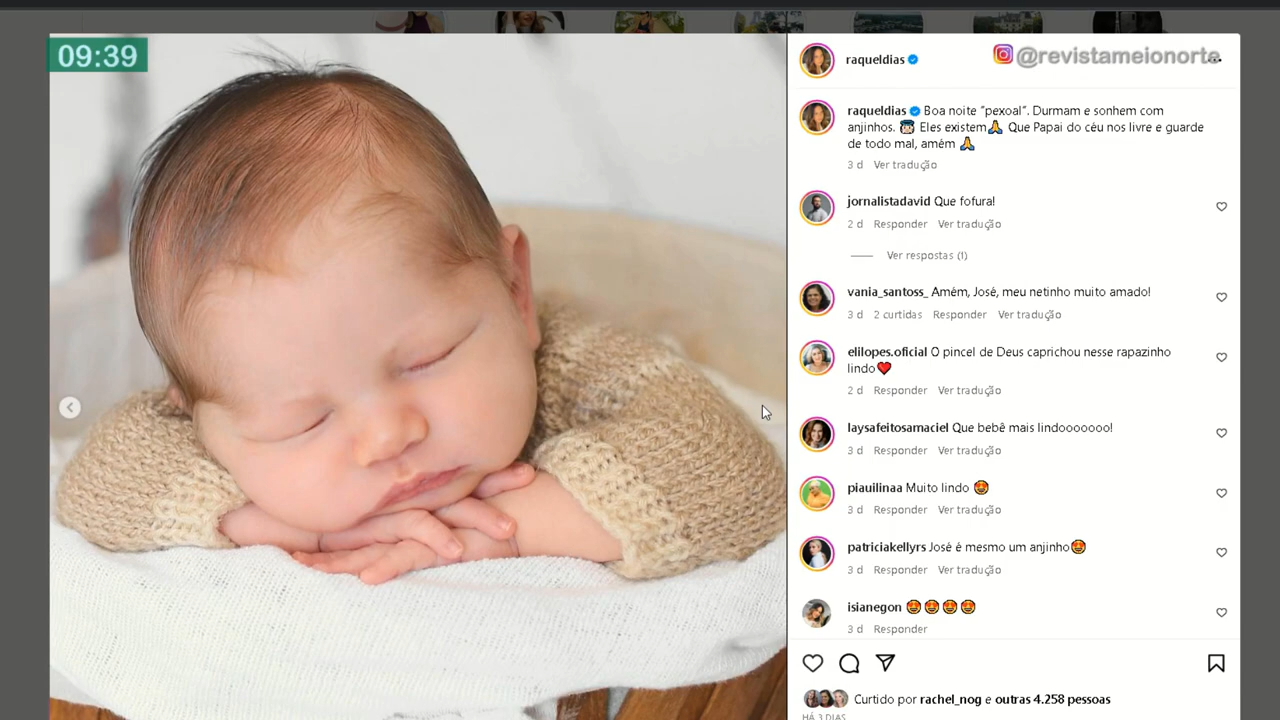 09:39
raqueldias
@revistameionorte
raqueldias Boa noite “pexoal”. Durmam e sonhem com
anjinhos. Eles existem Que Papai do céu nos livre e guarde
de todo mal, amém
3 d Ver tradução
jornalistadavid Que fofura!
2 d Responder Ver tradução
Ver respostas (1)
vania_santoss_ Amém, José, meu netinho muito amado!
3 d 2 curtidas Responder Ver tradução
elilopes.oficial O pincel de Deus caprichou nesse rapazinho
lindo
2 d Responder Ver tradução
laysafeitosamaciel Que bebê mais lindooooooo!
3 d Responder Ver tradução
piauilinaa Muito lindo
3 d Responder Ver tradução
patriciakellyrs José é mesmo um anjinho
3 d Responder Ver tradução
isianegon
3 d Responder
Curtido por rachel_nog e outras 4.258 pessoas
HÁ 3 DIAS